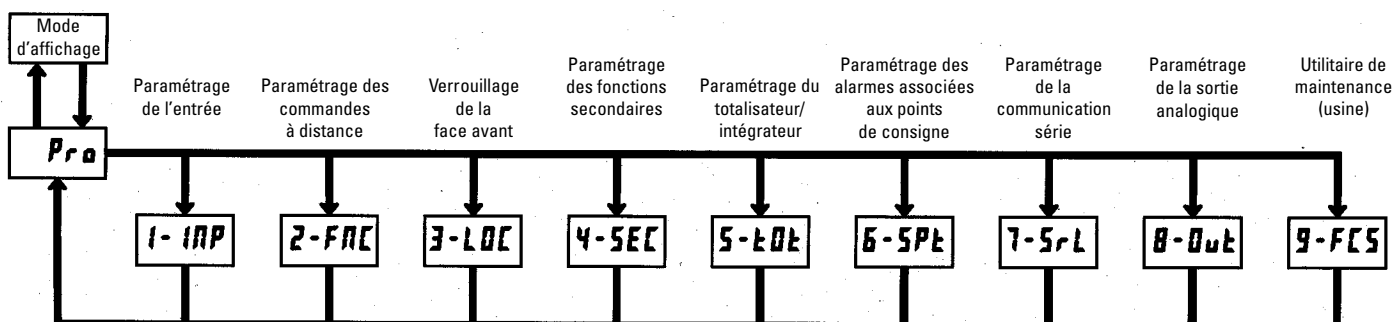 Mode
d'affichage
Paramétrage
de l'entrée
Paramétrage des
commandes
à distance
Verrouillage
de la
face avant
Paramétrage
des fonctions
secondaires
Paramétrage du
totalisateur/
intégrateur
Paramétrage des
alarmes associées
aux points
de consigne
Paramétrage
de la
communication
série
Paramétrage
de la sortie
analogique
Utilitaire de
maintenance
(usine)
Pro
1-INP
2-FNC
3-LOC
4-SEC
5-tOt
6-SPt
7-SrL
8-Out
9-FCS